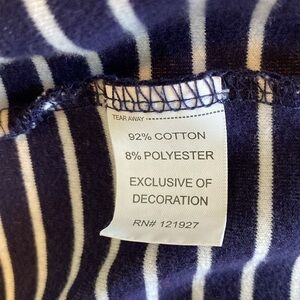 TEAR AWAY
92% COTTON
8% POLYESTER
EXCLUSIVE OF
DECORATION
RN# 121927